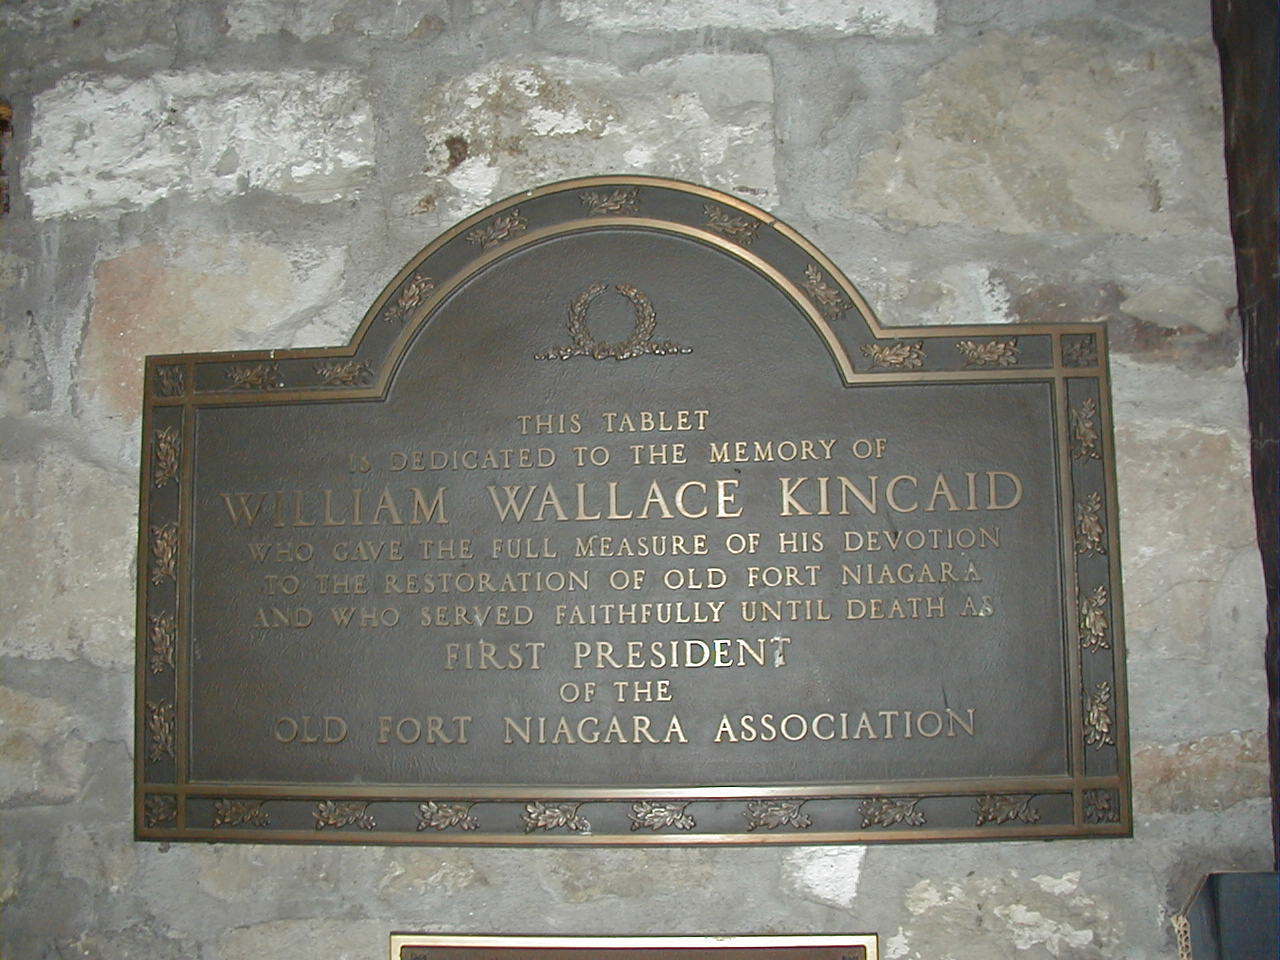 THIS TABLET
IS DEDICATED TO THE MEMORY OF
WILLIAM WALLACE KINCAID
WHO GAVE THE FULL MEASURE OF HIS DEVOTION
TO THE RESTORATION OF OLD FORT NIAGARA
AND WHO SERVED FAITHFULLY UNTIL DEATH AS
FIRST PRESIDENT
OF THE
OLD FORT NIAGARA ASSOCIATION